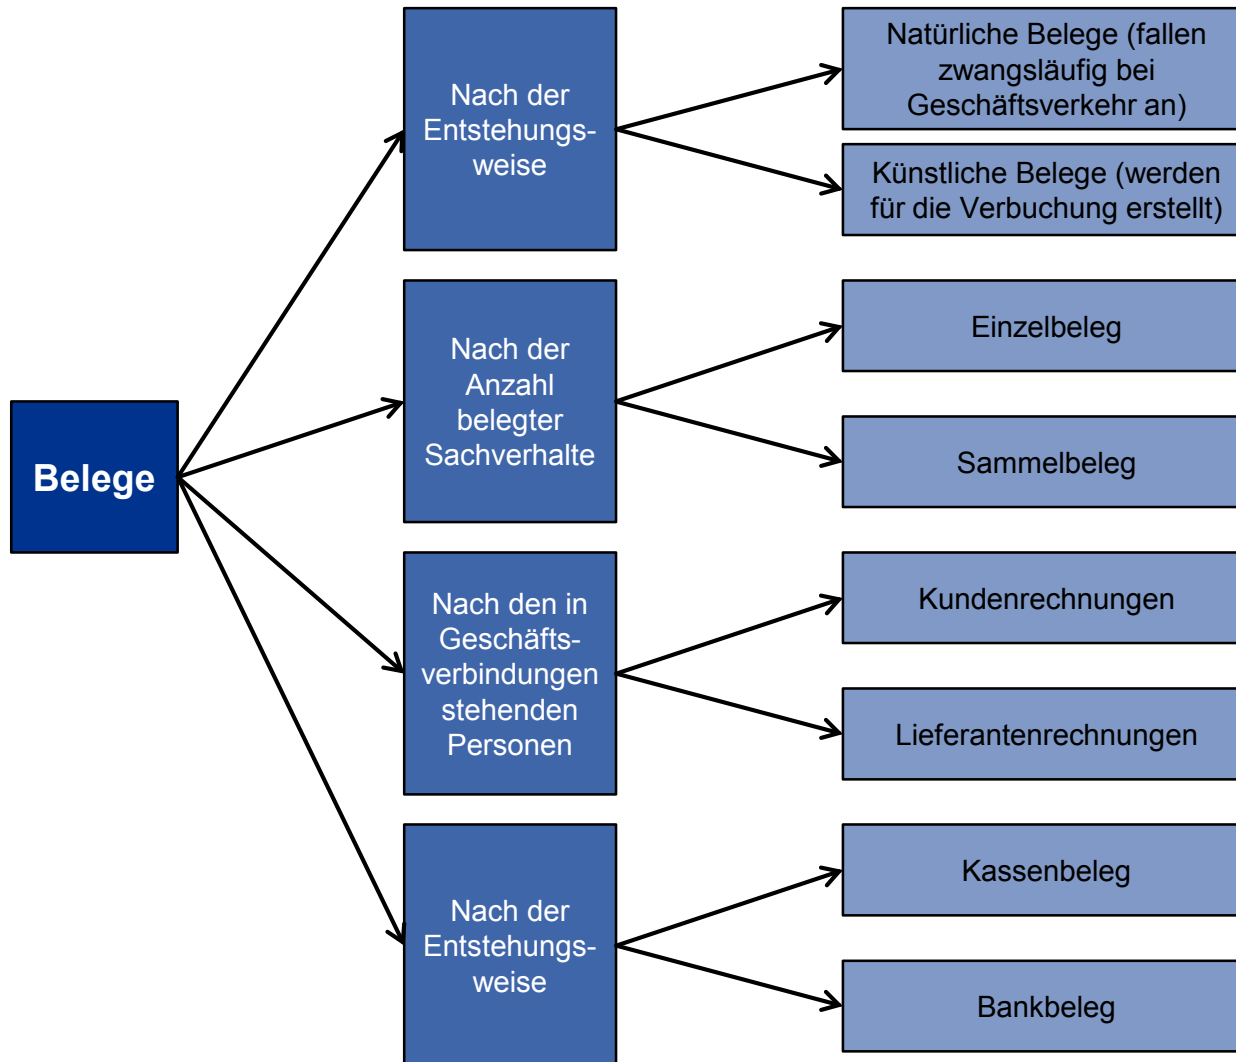 Belege
Nach der
Entstehungs-
weise
Natürliche Belege (fallen
zwangsläufig bei
Geschäftsverkehr an)
Künstliche Belege (werden
für die Verbuchung erstellt)
Nach der
Anzahl
belegter
Sachverhalte
Einzelbeleg
Sammelbeleg
Nach den in
Geschäfts-
verbindungen
stehenden
Personen
Kundenrechnungen
Lieferantenrechnungen
Nach der
Entstehungs-
weise
Kassenbeleg
Bankbeleg